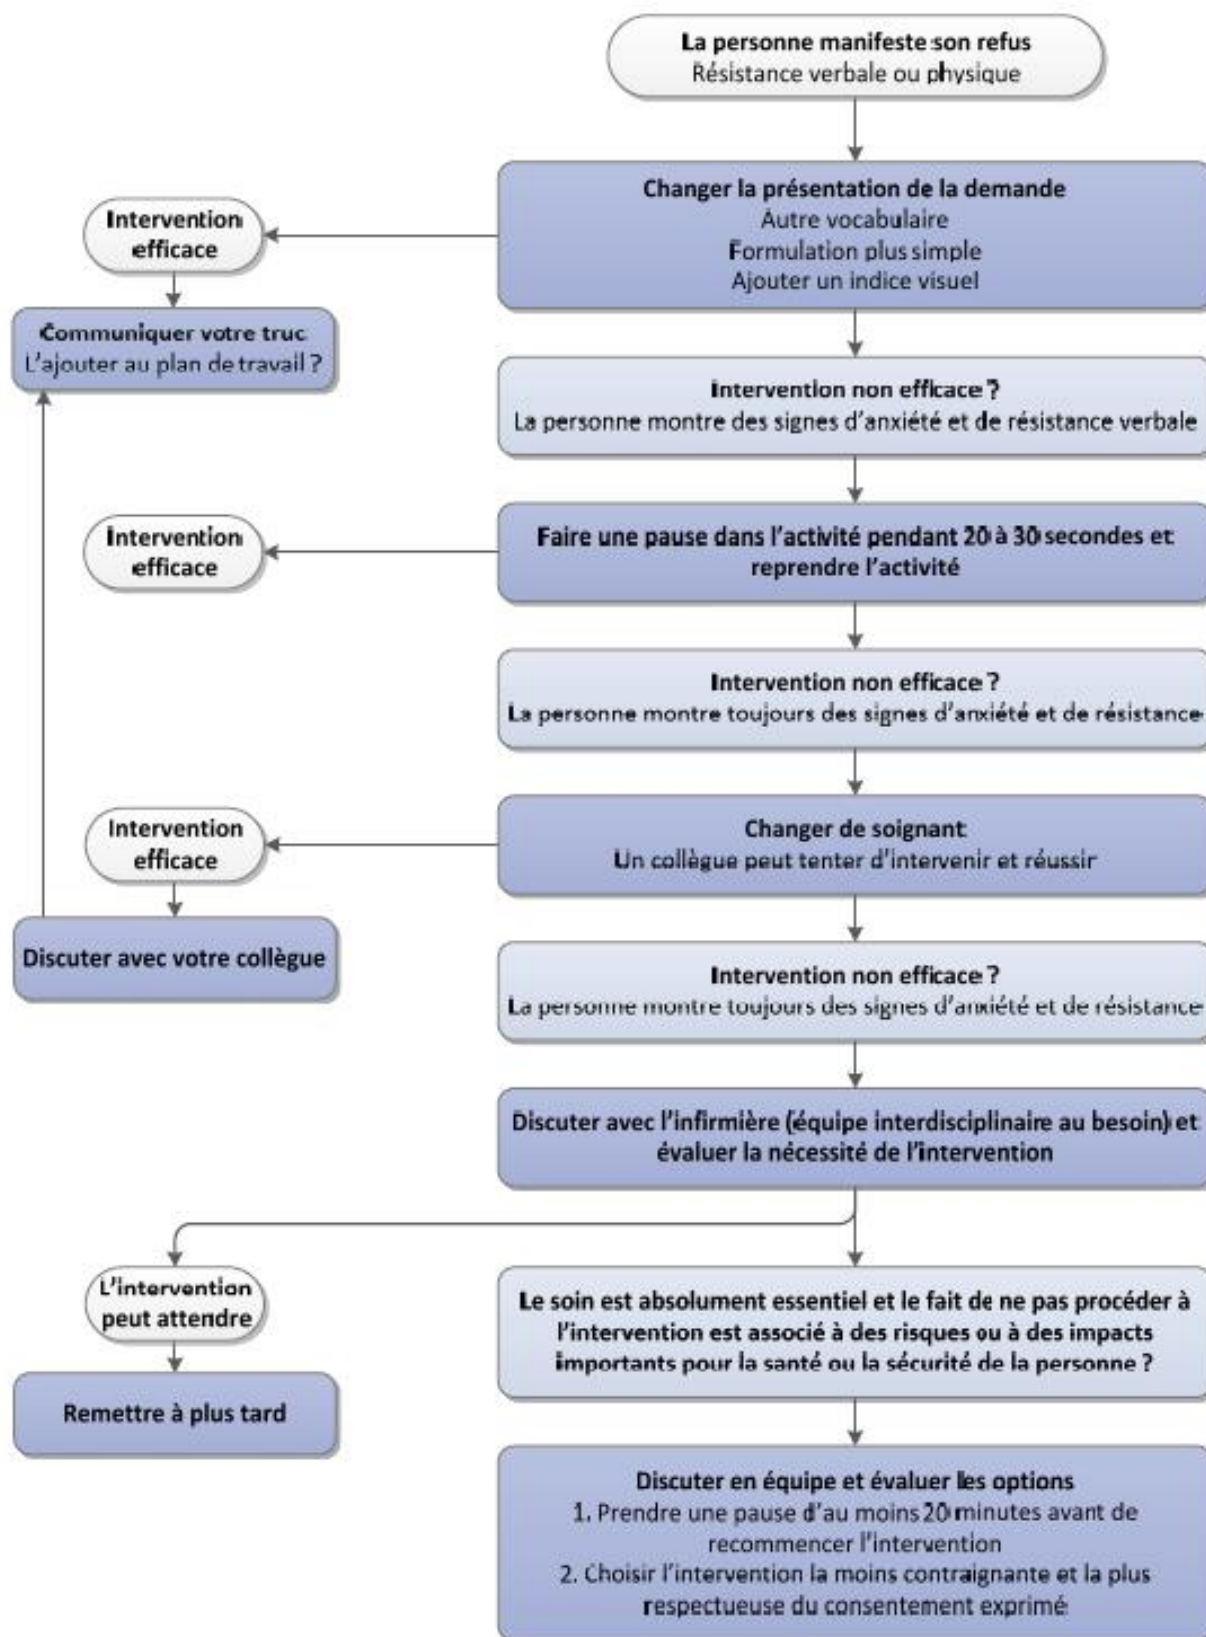 La personne manifeste son refus
Résistance verbale ou physique
Changer la présentation de la demande
Autre vocabulaire
Formulation plus simple
Ajouter un indice visuel
Intervention
efficace
Communiquer votre truc
L'ajouter au plan de travail ?
Intervention non efficace ?
La personne montre des signes d'anxiété et de résistance verbale
Faire une pause dans l'activité pendant 20 à 30 secondes et
reprendre l'activité
Intervention
efficace
Intervention non efficace ?
La personne montre toujours des signes d'anxiété et de résistance
Changer de soignant
Un collègue peut tenter d'intervenir et réussir
Intervention
efficace
Discuter avec votre collègue
Intervention non efficace ?
La personne montre toujours des signes d'anxiété et de résistance
Discuter avec l'infirmière (équipe interdisciplinaire au besoin) et
évaluer la nécessité de l'intervention
L'intervention
peut attendre
Remettre à plus tard
Le soin est absolument essentiel et le fait de ne pas procéder à
l'intervention est associé à des risques ou à des impacts
importants pour la santé ou la sécurité de la personne ?
Discuter en équipe et évaluer les options
1. Prendre une pause d'au moins 20 minutes avant de
recommencer l'intervention
2. Choisir l'intervention la moins contraignante et la plus
respectueuse du consentement exprimé